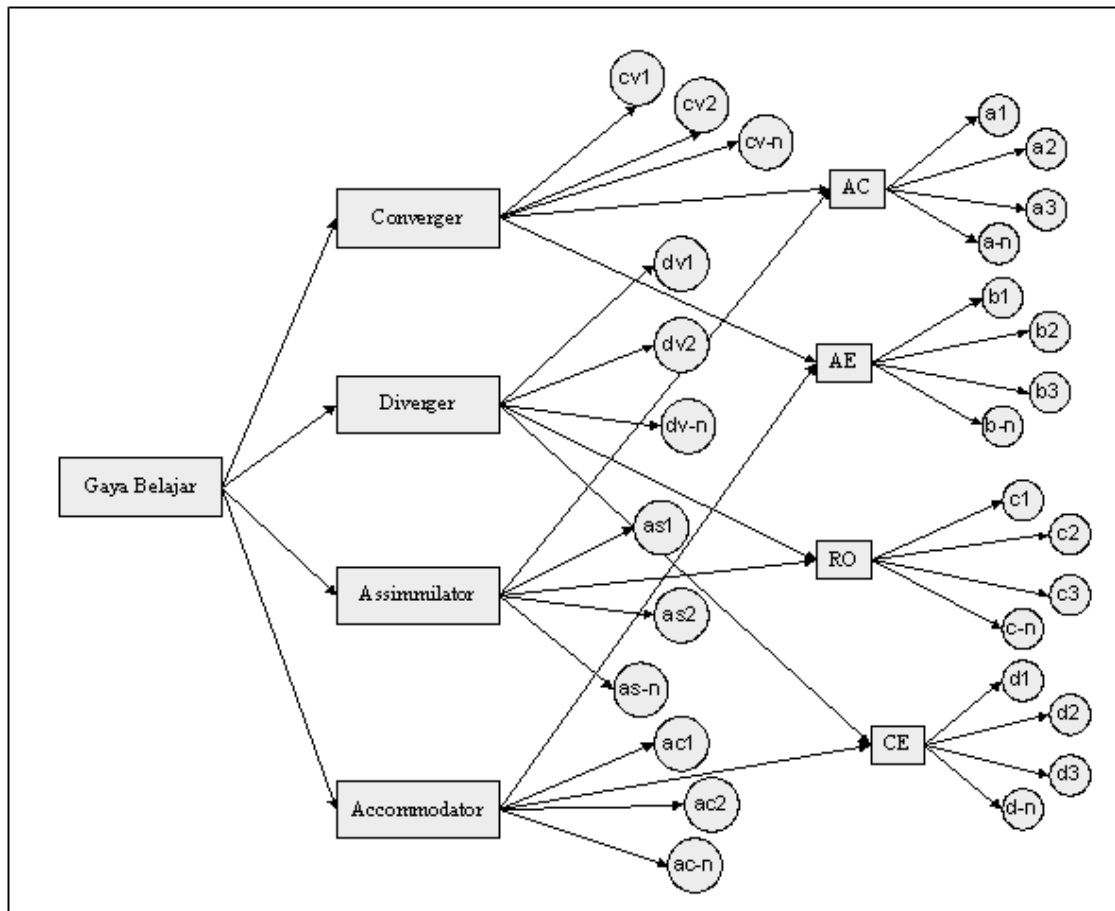 Gaya Belajar
Converger
Diverger
Assimmilator
Accommodator
cv1
cv2
cv-n
dv1
dv2
dv-n
as1
as2
as-n
ac1
ac2
ac-n
AC
AE
RO
CE
a1
a2
a3
a-n
b1
b2
b3
b-n
c1
c2
c3
c-n
d1
d2
d3
d-n